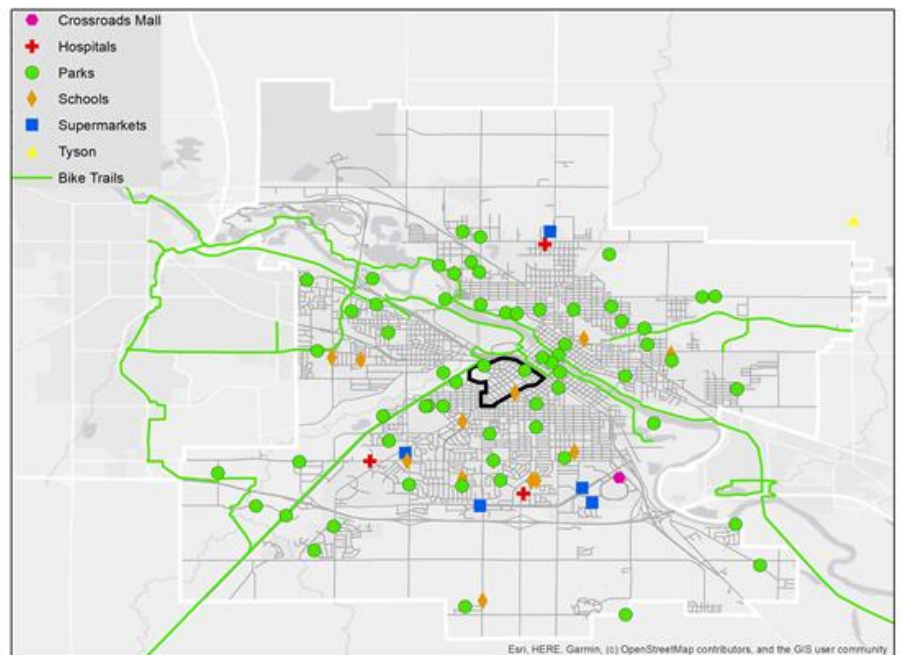 Crossroads Mall
Hospitals
Parks
Schools
Supermarkets
Tyson
Bike Trails
Esri, HERE, Garmin, (c) OpenStreetMap contributors, and the GIS user community